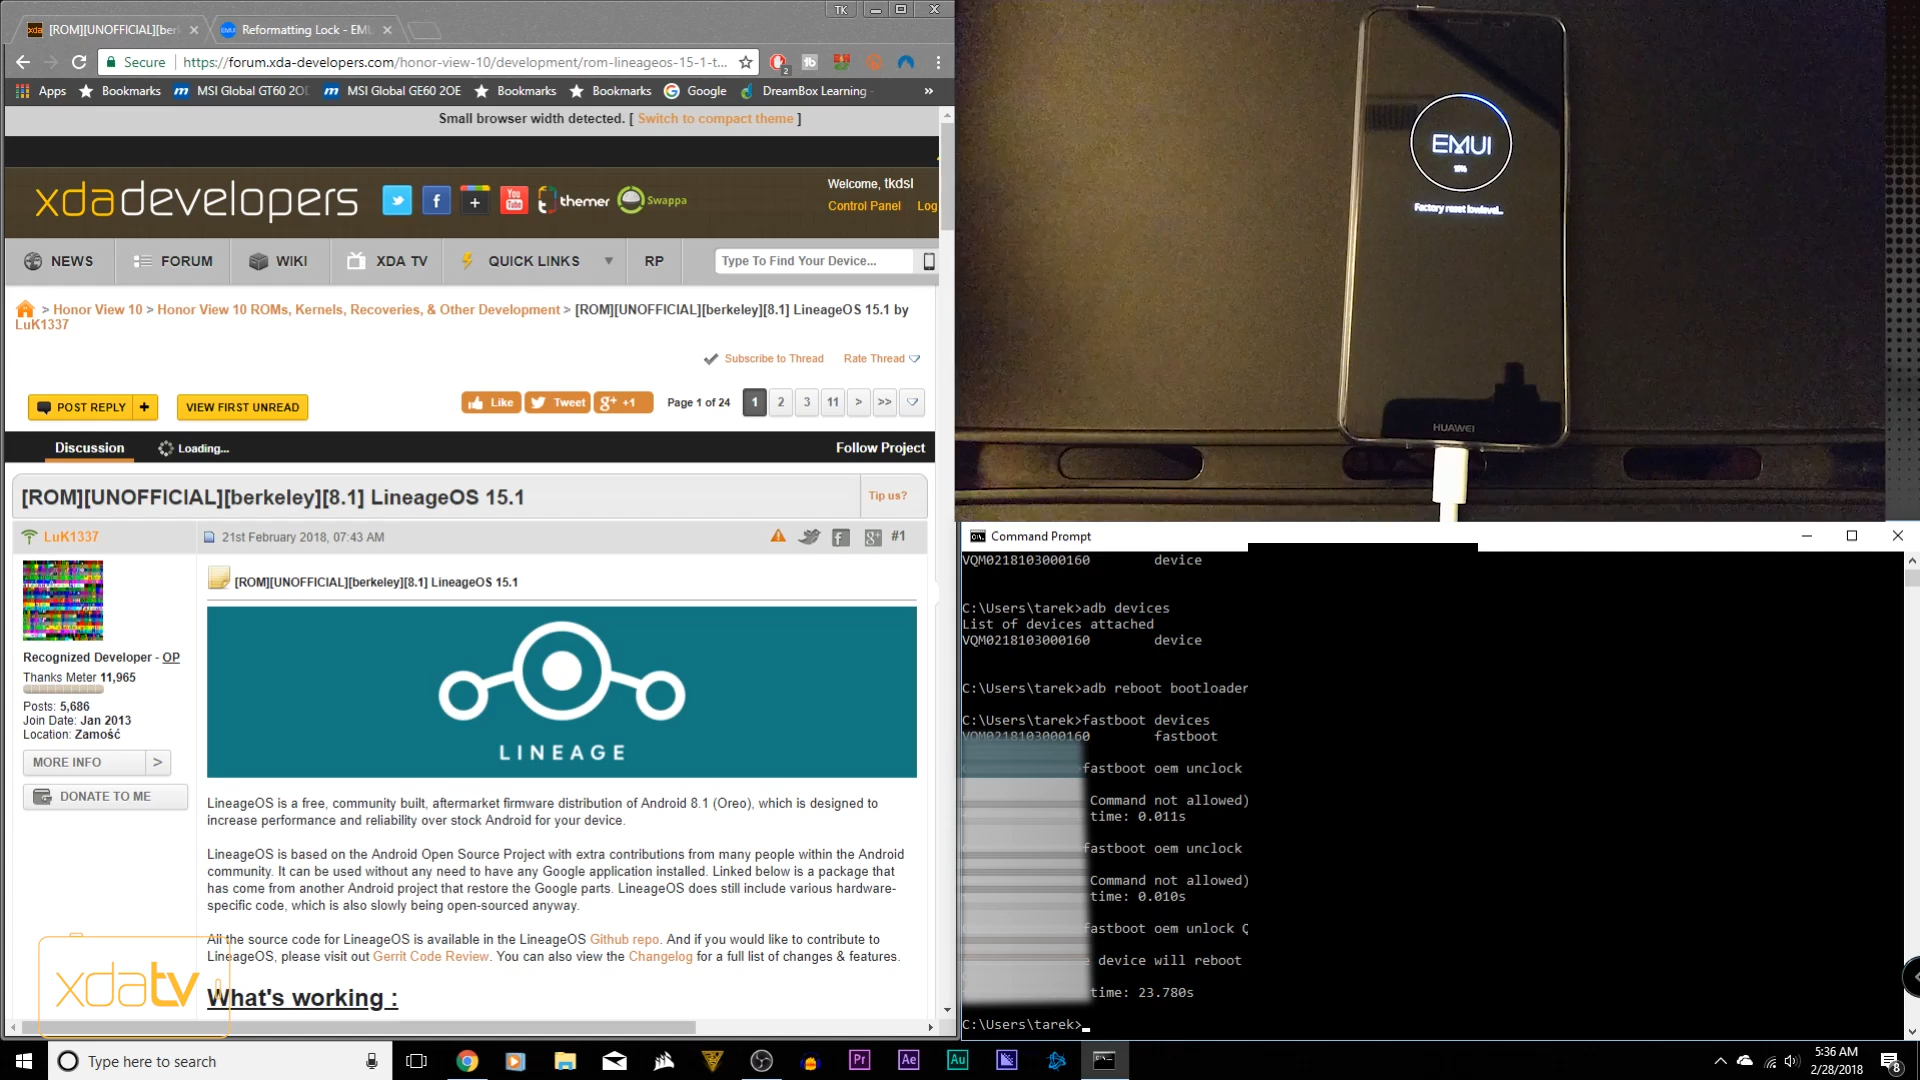 TK
[ROM][UNOFFICIAL][ber
Reformatting Lock - EMU
Secure
https://forum.xda-developers.com/honor-view-10/development/rom-lineageos-15-1-t...
2
Apps
Bookmarks
MSI Global GT60 2OD
MSI Global GE60 2OE
Bookmarks
Bookmarks
Google
DreamBox Learning -
»
Small browser width detected. [ Switch to compact theme ]
xdadevelopers
You Tube
themer
Swappa
Welcome, tkdsl
Control Panel
Log
NEWS
FORUM
WIKI
XDA TV
QUICK LINKS
RP
Type To Find Your Device...
> Honor View 10 > Honor View 10 ROMs, Kernels, Recoveries, & Other Development > [ROM][UNOFFICIAL][berkeley][8.1] LineageOS 15.1 by
LuK1337
Subscribe to Thread
Rate Thread
POST REPLY +
VIEW FIRST UNREAD
Like
Tweet
g+ +1
Page 1 of 24
1
2
3
11
>
>>
Discussion
Loading...
Follow Project
[ROM][UNOFFICIAL][berkeley][8.1] LineageOS 15.1
Tip us?
LuK1337
21st February 2018, 07:43 AM
#1
[ROM][UNOFFICIAL][berkeley][8.1] LineageOS 15.1
Recognized Developer - OP
Thanks Meter 11,965
Posts: 5,686
Join Date: Jan 2013
Location: Zamość
MORE INFO >
DONATE TO ME
LINEAGE
LineageOS is a free, community built, aftermarket firmware distribution of Android 8.1 (Oreo), which is designed to
increase performance and reliability over stock Android for your device.
LineageOS is based on the Android Open Source Project with extra contributions from many people within the Android
community. It can be used without any need to have any Google application installed. Linked below is a package that
has come from another Android project that restore the Google parts. LineageOS does still include various hardware-
specific code, which is also slowly being open-sourced anyway.
All the source code for LineageOS is available in the LineageOS Github repo. And if you would like to contribute to
LineageOS, please visit out Gerrit Code Review. You can also view the Changelog for a full list of changes & features.
What's working :
xdatv
EMUI
Factory reset lowlevel...
HUAWEI
Command Prompt
VQM0218103000160 device
C:\Users\tarek>adb devices
List of devices attached
VQM0218103000160 device
C:\Users\tarek>adb reboot bootloader
C:\Users\tarek>fastboot devices
VQM0218103000160 fastboot
fastboot oem unclock
Command not allowed)
time: 0.011s
fastboot oem unclock
Command not allowed)
time: 0.010s
fastboot oem unlock Q
device will reboot
time: 23.780s
C:\Users\tarek>
Type here to search
Pr
Ae
Au
5:36 AM
2/28/2018
8